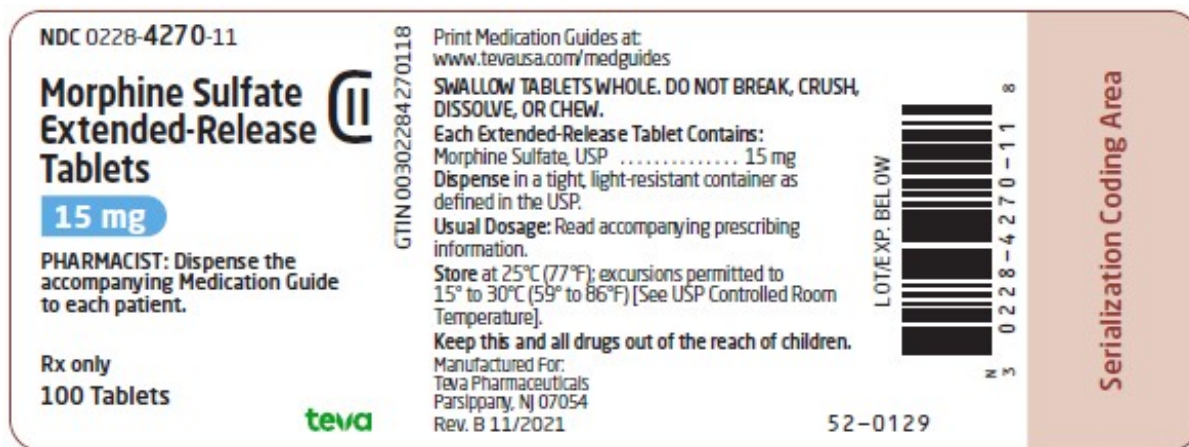 NDC 0228-4270-11
Morphine Sulfate
Extended-Release
Tablets
CII
15 mg
PHARMACIST: Dispense the
accompanying Medication Guide
to each patient.
Rx only
100 Tablets
teva
GTIN 00302284270118
Print Medication Guides at:
www.tevausa.com/medguides
SWALLOW TABLETS WHOLE. DO NOT BREAK, CRUSH,
DISSOLVE, OR CHEW.
Each Extended-Release Tablet Contains:
Morphine Sulfate, USP .............. 15 mg
Dispense in a tight, light-resistant container as
defined in the USP.
Usual Dosage: Read accompanying prescribing
information.
Store at 25°C (77°F); excursions permitted to
15° to 30°C (59° to 86°F) [See USP Controlled Room
Temperature].
Keep this and all drugs out of the reach of children.
Manufactured For:
Teva Pharmaceuticals
Parsippany, NJ 07054
Rev. B 11/2021
52-0129
LOT/EXP. BELOW
N
3 0228-4270-11 8
Serialization Coding Area